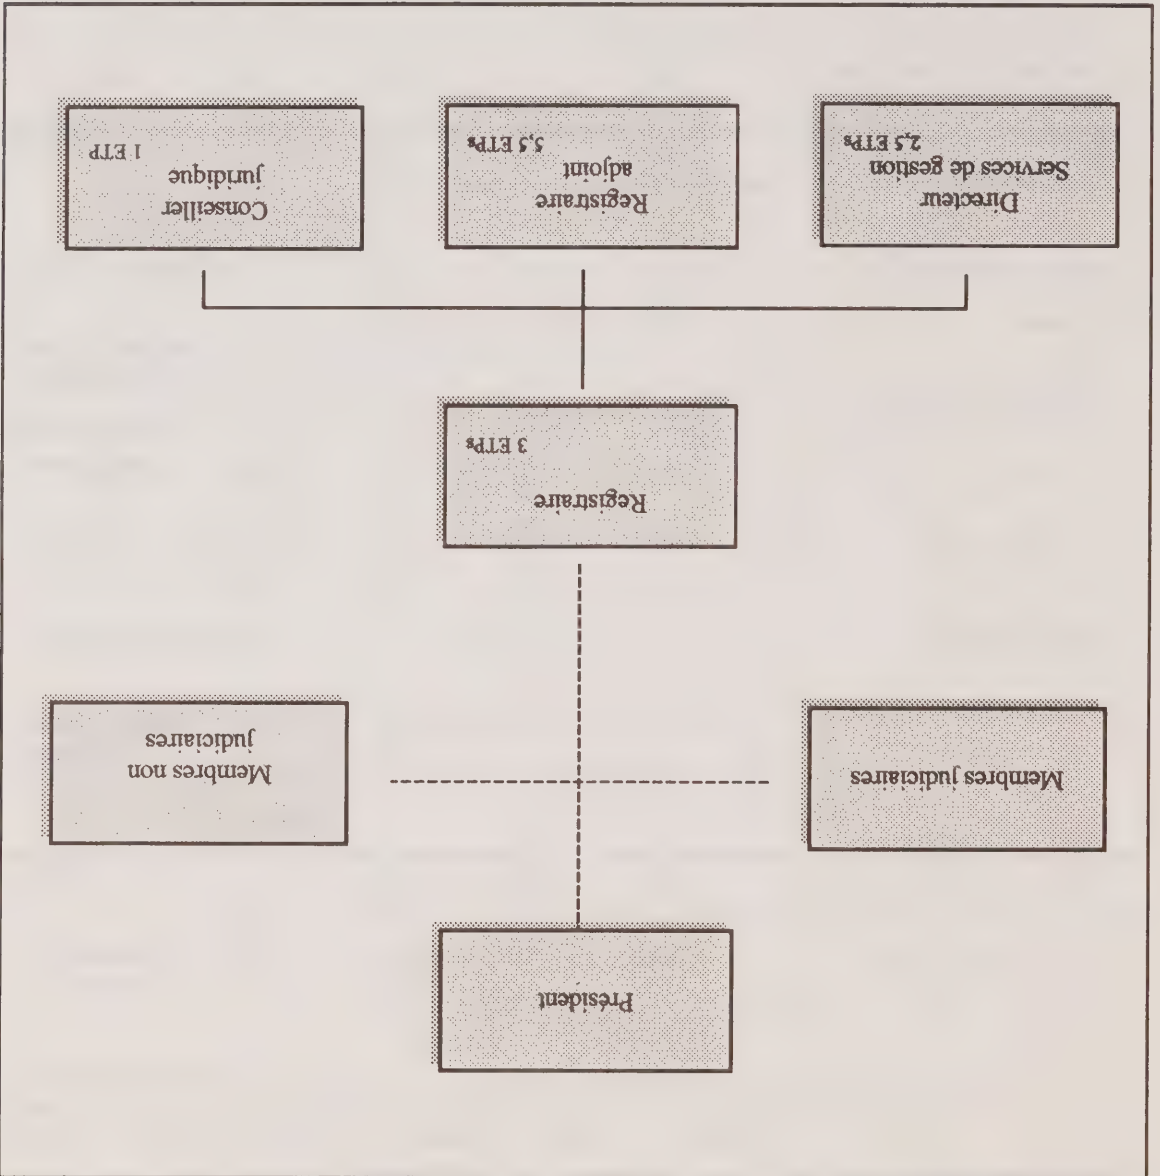 Président
Membres judiciaires
Membres non
judiciaires
Registraire
3 ETPs
Directeur
Services de gestion
2,5 ETPs
Registraire
adjoint
5,5 ETPs
Conseiller
juridique
1 ETP